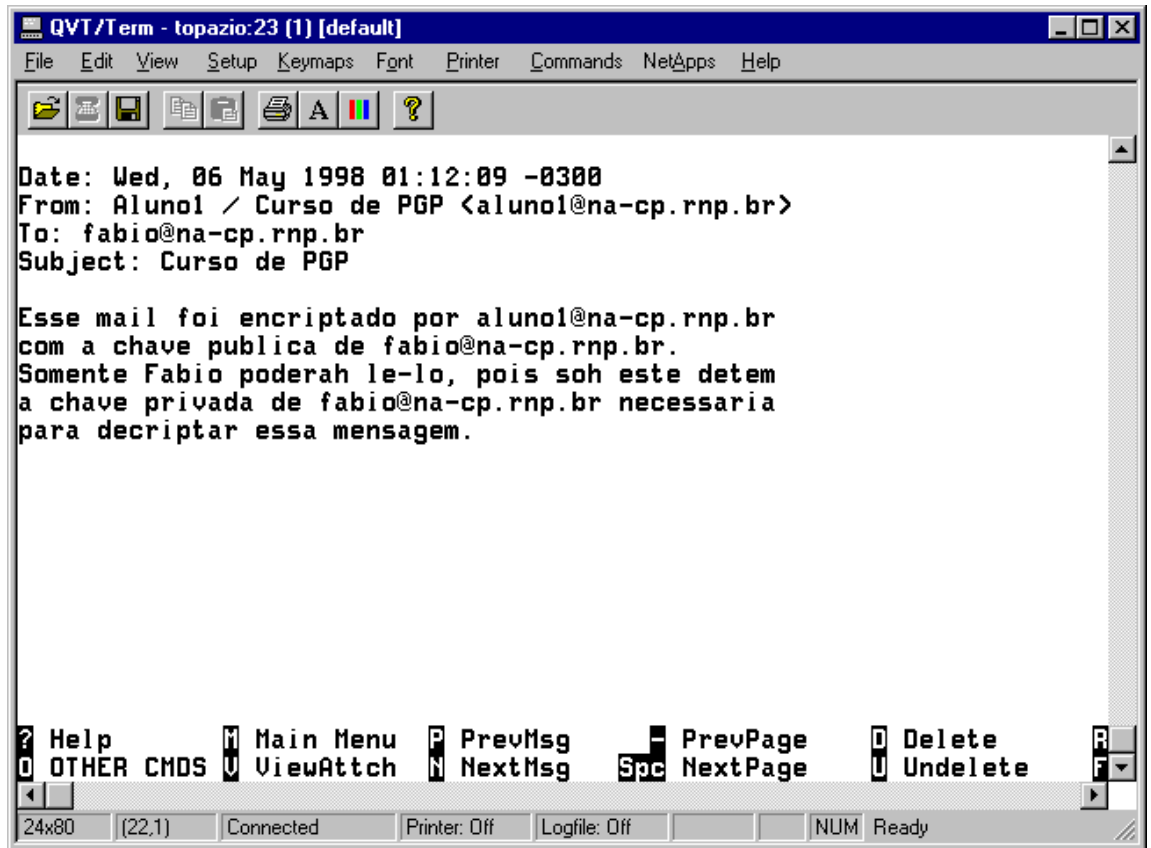 QVT/Term - topazio:23 (1) [default]
File Edit View Setup Keymaps Font Printer Commands NetApps Help
A ?
Date: Wed, 06 May 1998 01:12:09 -0300
From: Aluno1 / Curso de PGP <aluno1@na-cp.rnp.br>
To: fabio@na-cp.rnp.br
Subject: Curso de PGP
Esse mail foi encriptado por aluno1@na-cp.rnp.br
com a chave publica de fabio@na-cp.rnp.br.
Somente Fabio poderah le-lo, pois soh este detem
a chave privada de fabio@na-cp.rnp.br necessaria
para decriptar essa mensagem.
? Help M Main Menu P PrevMsg - PrevPage D Delete R
O OTHER CMDS V ViewAttch N NextMsg Spc NextPage U Undelete F
24x80 (22,1) Connected Printer: Off Logfile: Off NUM Ready